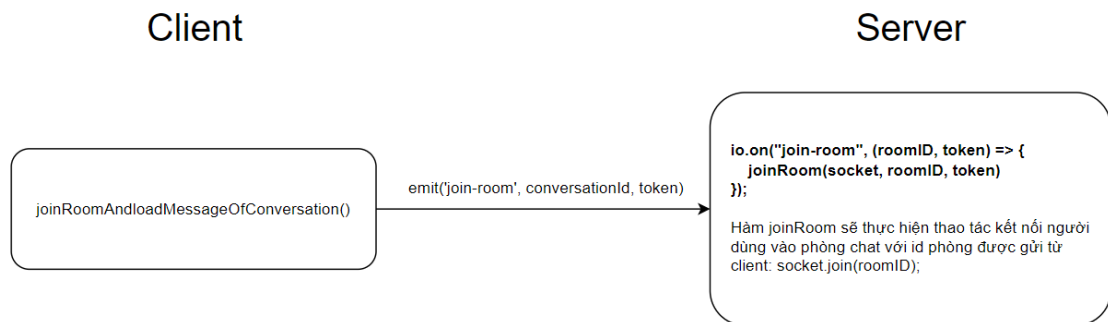 Client
Server
joinRoomAndloadMessageOfConversation()
emit('join-room', conversationId, token)
io.on("join-room", (roomID, token) => {
joinRoom(socket, roomID, token)
});
Hàm joinRoom sẽ thực hiện thao tác kết nối người
dùng vào phòng chat với id phòng được gửi từ
client: socket.join(roomID);